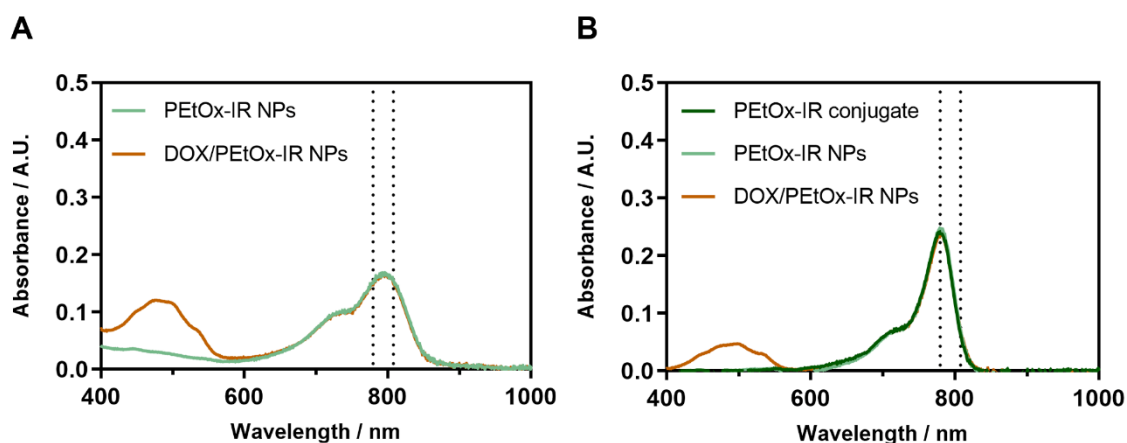 A
B
0.5
0.4
0.3
0.2
0.1
0.0
Absorbance / A.U.
PEtOx-IR NPs
DOX/PEtOx-IR NPs
400
600
800
1000
Wavelength / nm
0.5
0.4
0.3
0.2
0.1
0.0
Absorbance / A.U.
PEtOx-IR conjugate
PEtOx-IR NPs
DOX/PEtOx-IR NPs
400
600
800
1000
Wavelength / nm